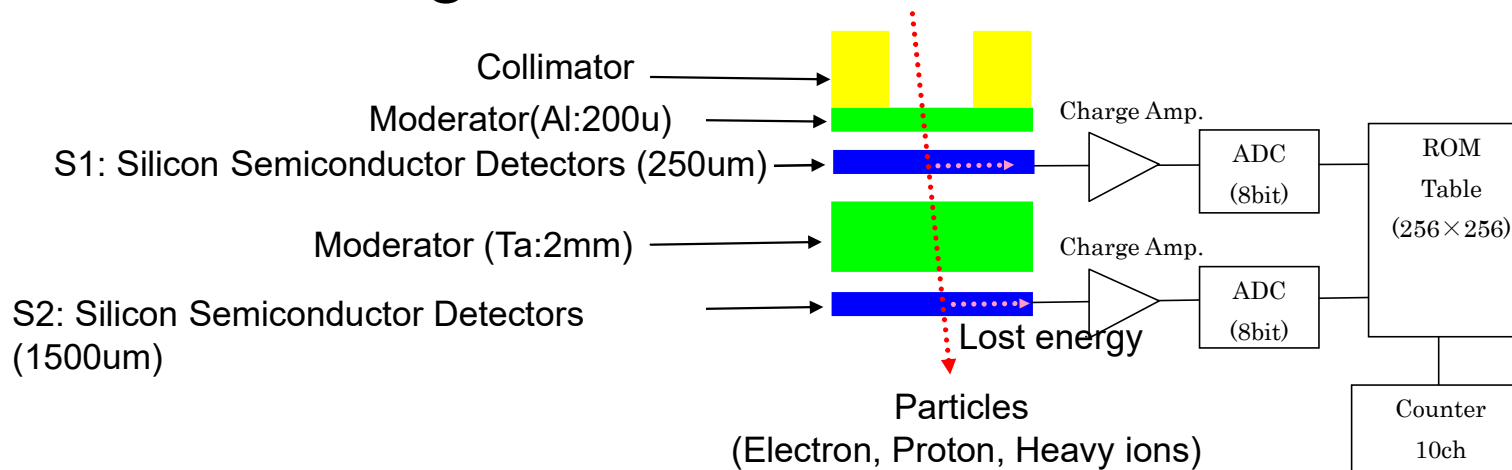 Collimator
Moderator(Al:200u)
S1: Silicon Semiconductor Detectors (250um)
Moderator (Ta:2mm)
S2: Silicon Semiconductor Detectors
(1500um)
Charge Amp.
ADC
(8bit)
Charge Amp.
ADC
(8bit)
ROM
Table
(256×256)
Lost energy
Particles
(Electron, Proton, Heavy ions)
Counter
10ch